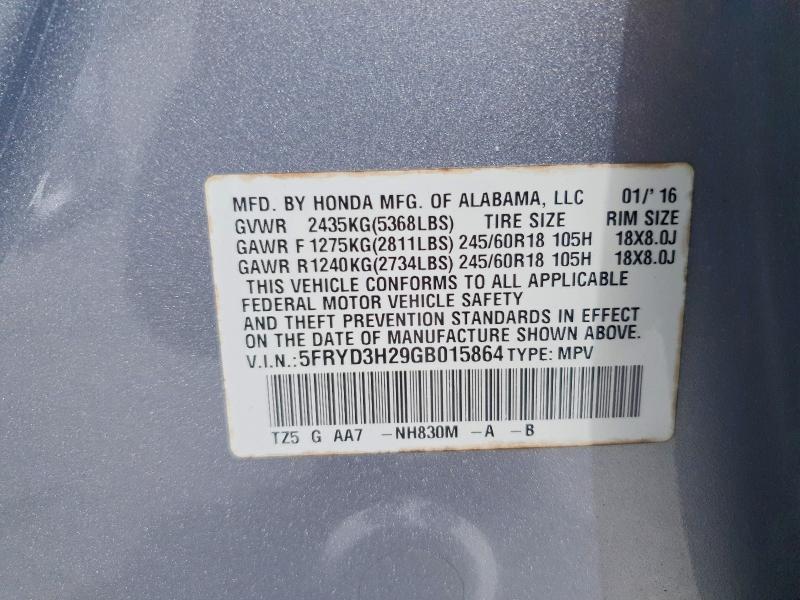 MFD. BY HONDA MFG. OF ALABAMA, LLC 01/'16
GVWR 2435KG(5368LBS) TIRE SIZE RIM SIZE
GAWR F 1275KG(2811LBS) 245/60R18 105H 18X8.0J
GAWR R1240KG(2734LBS) 245/60R18 105H 18X8.0J
THIS VEHICLE CONFORMS TO ALL APPLICABLE
FEDERAL MOTOR VEHICLE SAFETY
AND THEFT PREVENTION STANDARDS IN EFFECT
ON THE DATE OF MANUFACTURE SHOWN ABOVE.
V.I.N.: 5FRYD3H29GB015864 TYPE: MPV
TZ5 G AA7 -NH830M -A -B